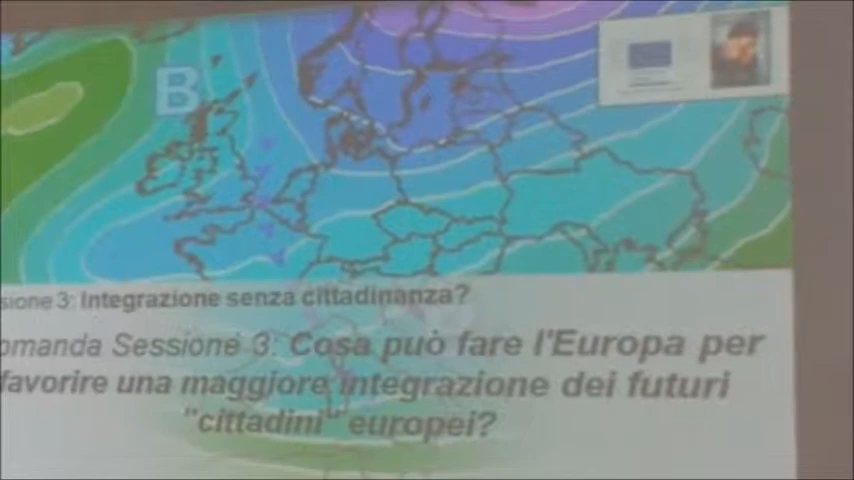 B
sione 3: Integrazione senza cittadinanza?
omanda Sessione 3: Cosa può fare l'Europa per
favorire una maggiore integrazione dei futuri
"cittadini" europei?